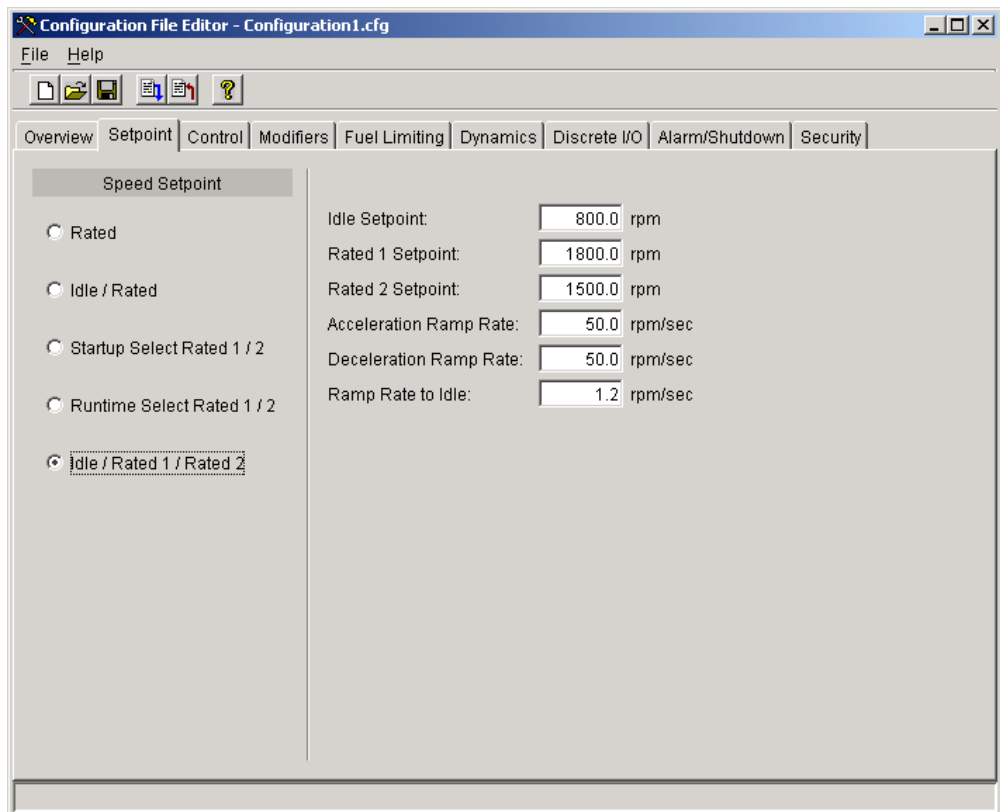 Configuration File Editor - Configuration1.cfg
File Help
Overview Setpoint Control Modifiers Fuel Limiting Dynamics Discrete I/O Alarm/Shutdown Security
Speed Setpoint
Rated
Idle / Rated
Startup Select Rated 1 / 2
Runtime Select Rated 1 / 2
Idle / Rated 1 / Rated 2
Idle Setpoint: 800.0 rpm
Rated 1 Setpoint: 1800.0 rpm
Rated 2 Setpoint: 1500.0 rpm
Acceleration Ramp Rate: 50.0 rpm/sec
Deceleration Ramp Rate: 50.0 rpm/sec
Ramp Rate to Idle: 1.2 rpm/sec